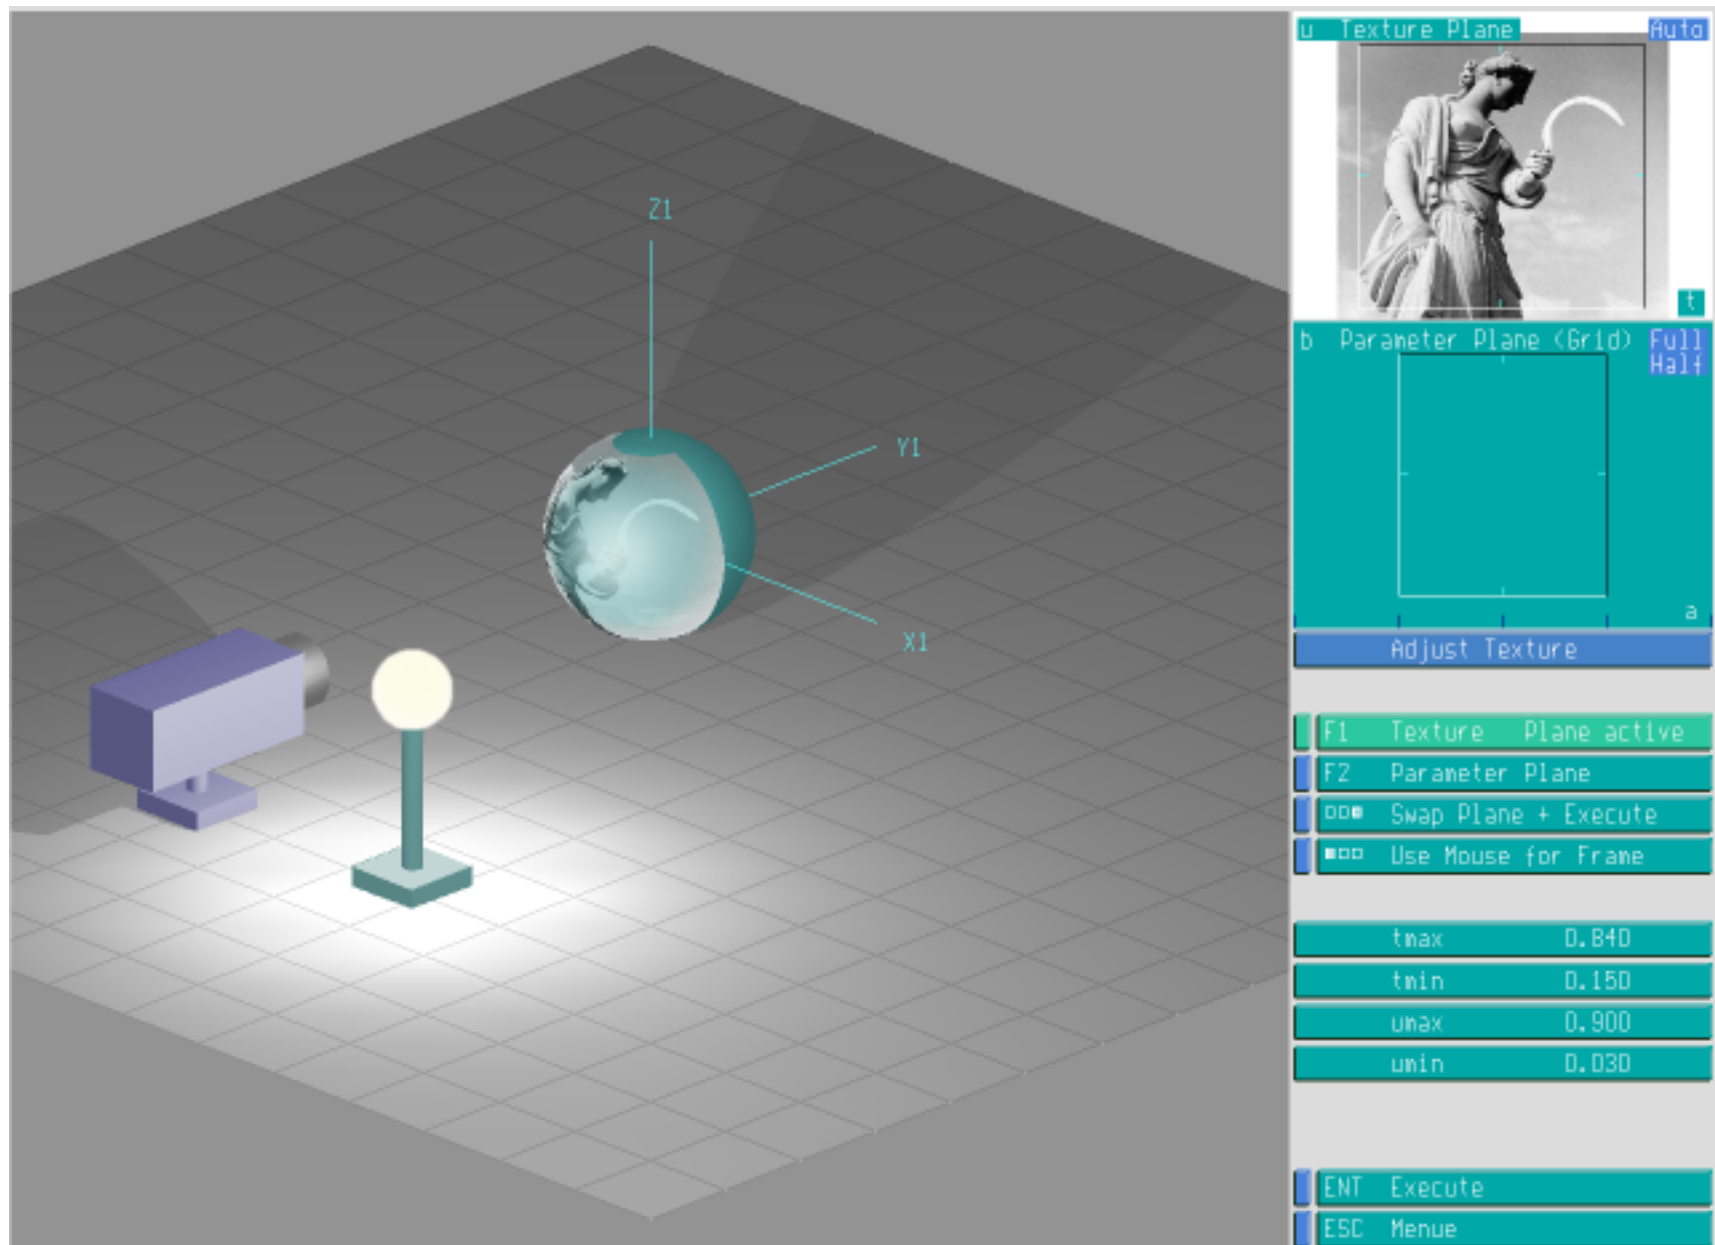 Z1
Y1
X1
u Texture Plane Auto
t
b Parameter Plane (Grid) Full
Half
a
Adjust Texture
F1 Texture Plane active
F2 Parameter Plane
Swap Plane + Execute
Use Mouse for Frame
tmax 0.840
tmin 0.150
umax 0.900
umin 0.030
ENT Execute
ESC Menue